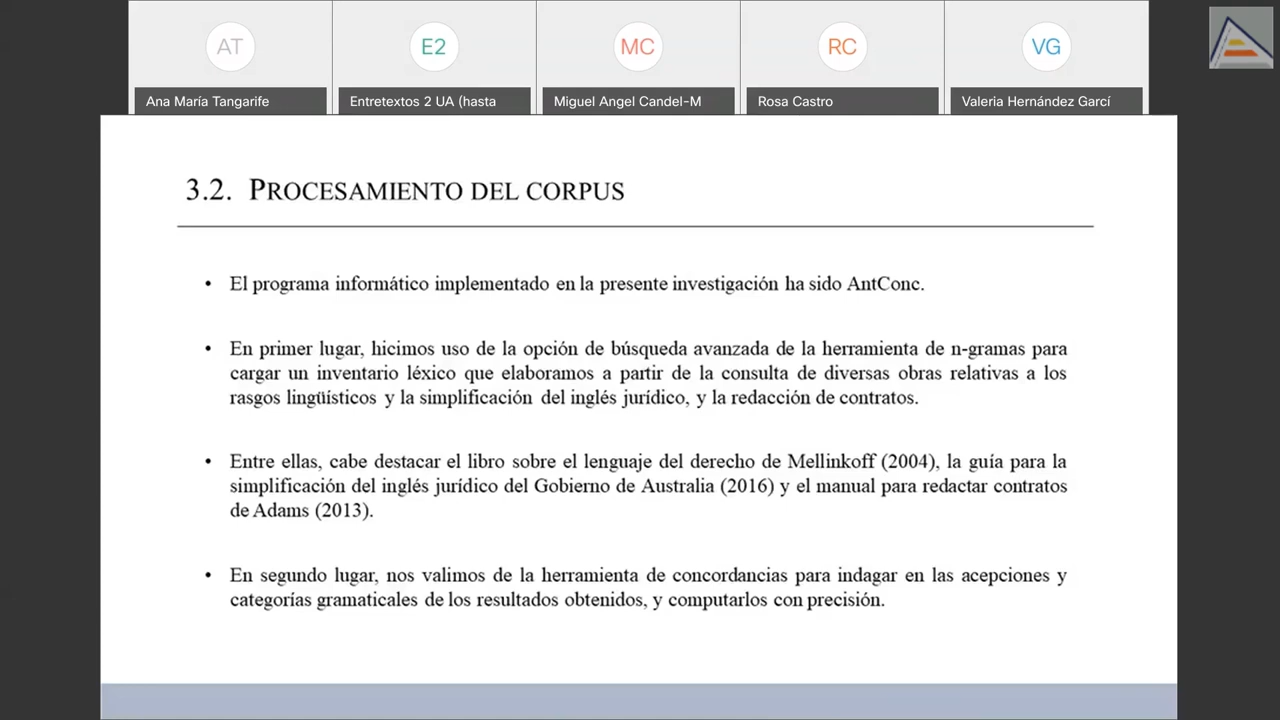 AT
E2
MC
RC
VG
Ana María Tangarife
Entretextos 2 UA (hasta
Miguel Angel Candel-M
Rosa Castro
Valeria Hernández Garcí
3.2. PROCESAMIENTO DEL CORPUS
• El programa informático implementado en la presente investigación ha sido AntConc.
• En primer lugar, hicimos uso de la opción de búsqueda avanzada de la herramienta de n-gramas para
cargar un inventario léxico que elaboramos a partir de la consulta de diversas obras relativas a los
rasgos lingüísticos y la simplificación del inglés jurídico, y la redacción de contratos.
• Entre ellas, cabe destacar el libro sobre el lenguaje del derecho de Mellinkoff (2004), la guía para la
simplificación del inglés jurídico del Gobierno de Australia (2016) y el manual para redactar contratos
de Adams (2013).
• En segundo lugar, nos valimos de la herramienta de concordancias para indagar en las acepciones y
categorías gramaticales de los resultados obtenidos, y computarlos con precisión.